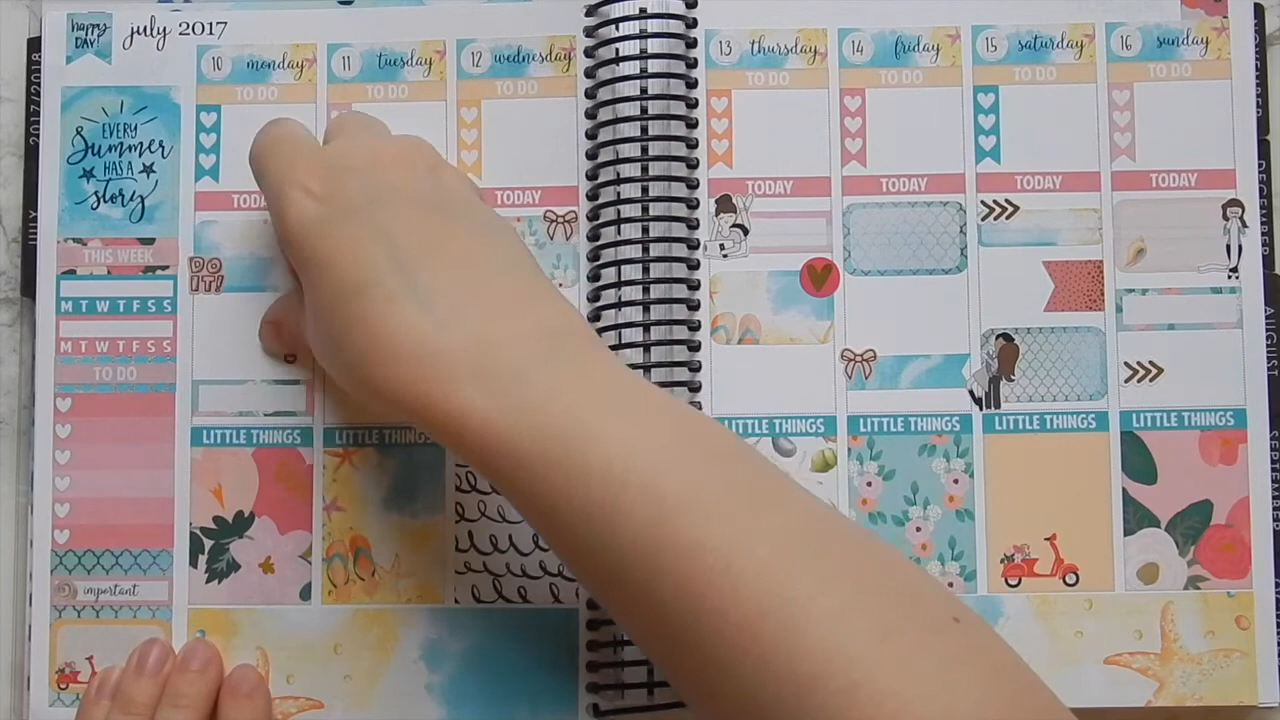 happy
DAY!
july 2017
10 monday
11 tuesday
12 wednesday
13 thursday
14 friday
15 saturday
16 sunday
TO DO
TO DO
TO DO
TO DO
TO DO
TO DO
TO DO
EVERY
Summer
HAS A
story
TODAY
TODAY
TODAY
TODAY
THIS WEEK
M T W T F S S
M T W T F S S
TO DO
DO
IT!
LITTLE THINGS
LITTLE THINGS
LITTLE THINGS
LITTLE THINGS
LITTLE THINGS
LITTLE THINGS
important
2017/2018
JULY
NOVEMBER
DECEMBER
AUGUST
SEPTEMBER